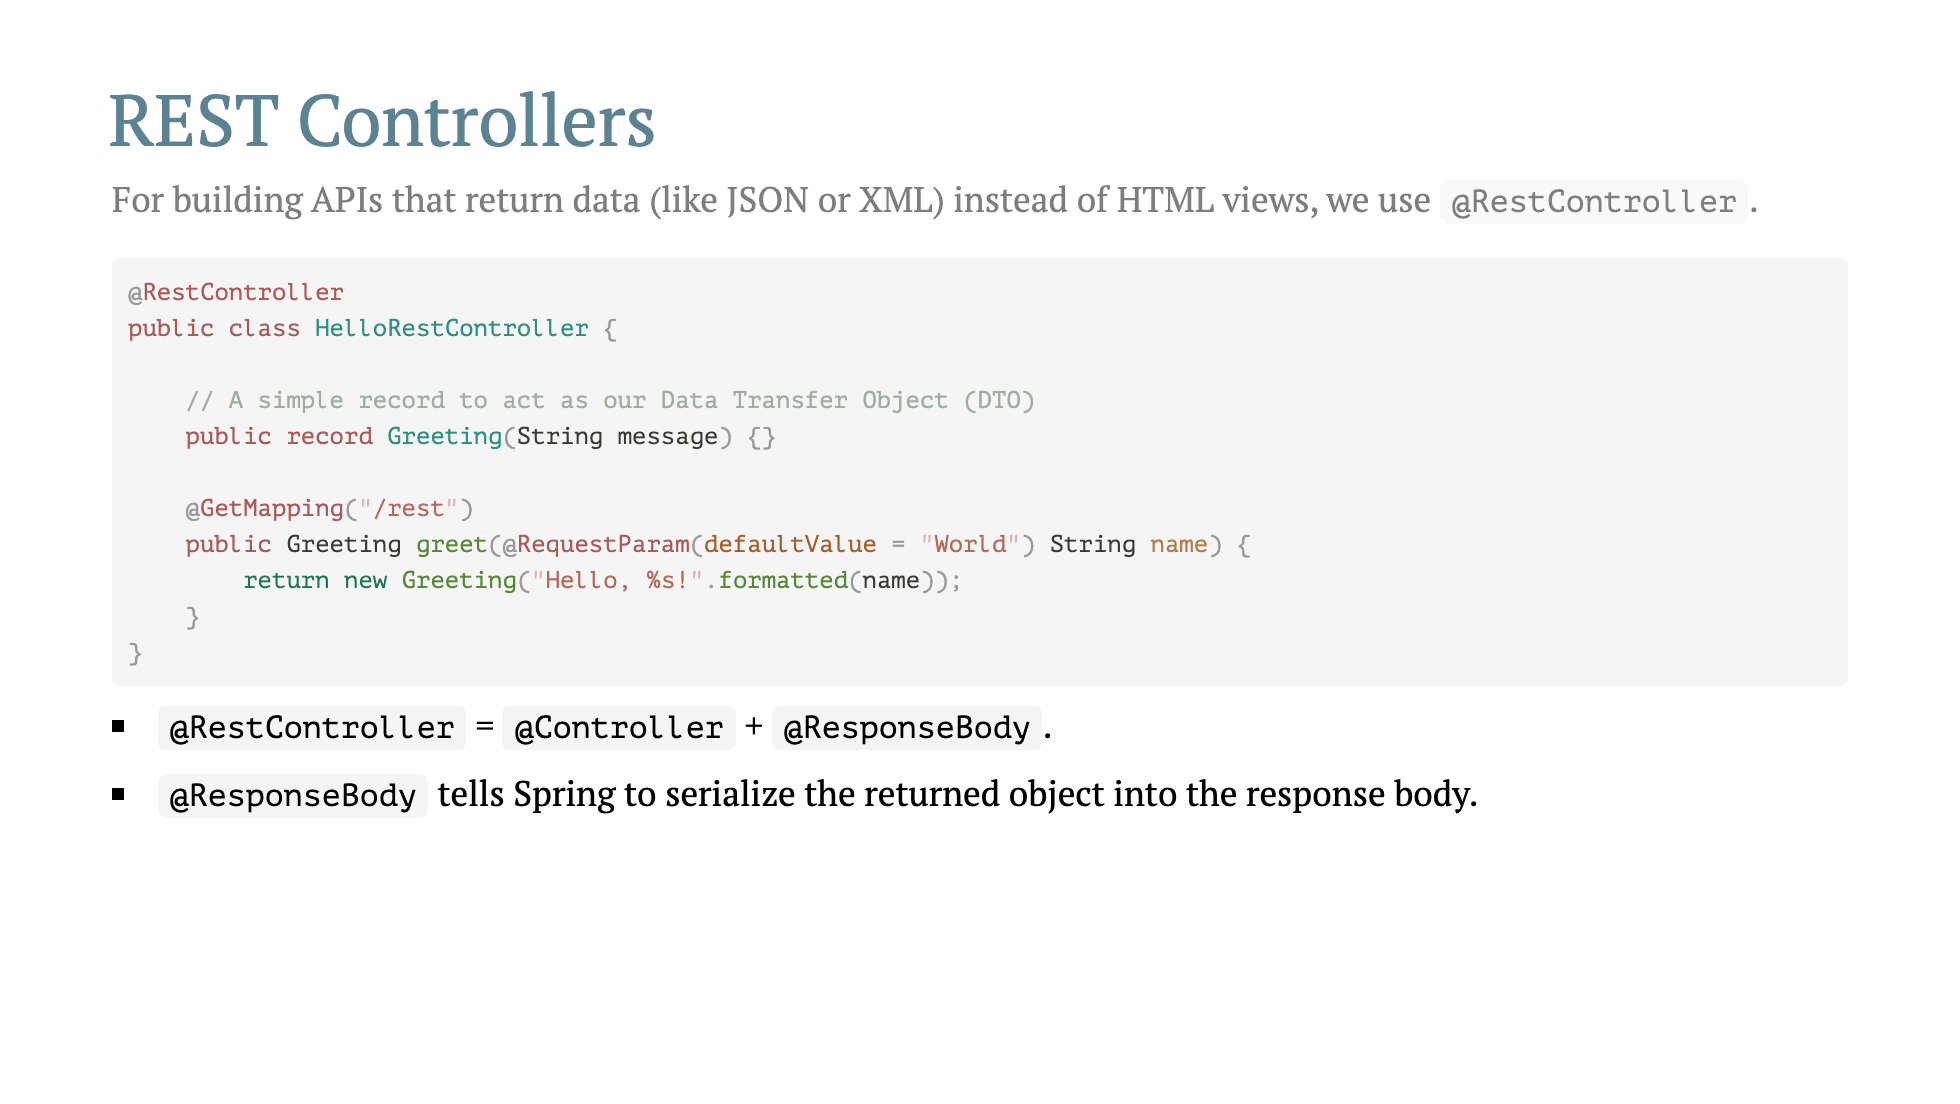 REST Controllers
For building APIs that return data (like JSON or XML) instead of HTML views, we use @RestController.
@RestController
public class HelloRestController {
    // A simple record to act as our Data Transfer Object (DTO)
    public record Greeting(String message) {}
    @GetMapping("/rest")
    public Greeting greet(@RequestParam(defaultValue = "World") String name) {
        return new Greeting("Hello, %s!".formatted(name));
    }
}
▪ @RestController = @Controller + @ResponseBody.
▪ @ResponseBody tells Spring to serialize the returned object into the response body.